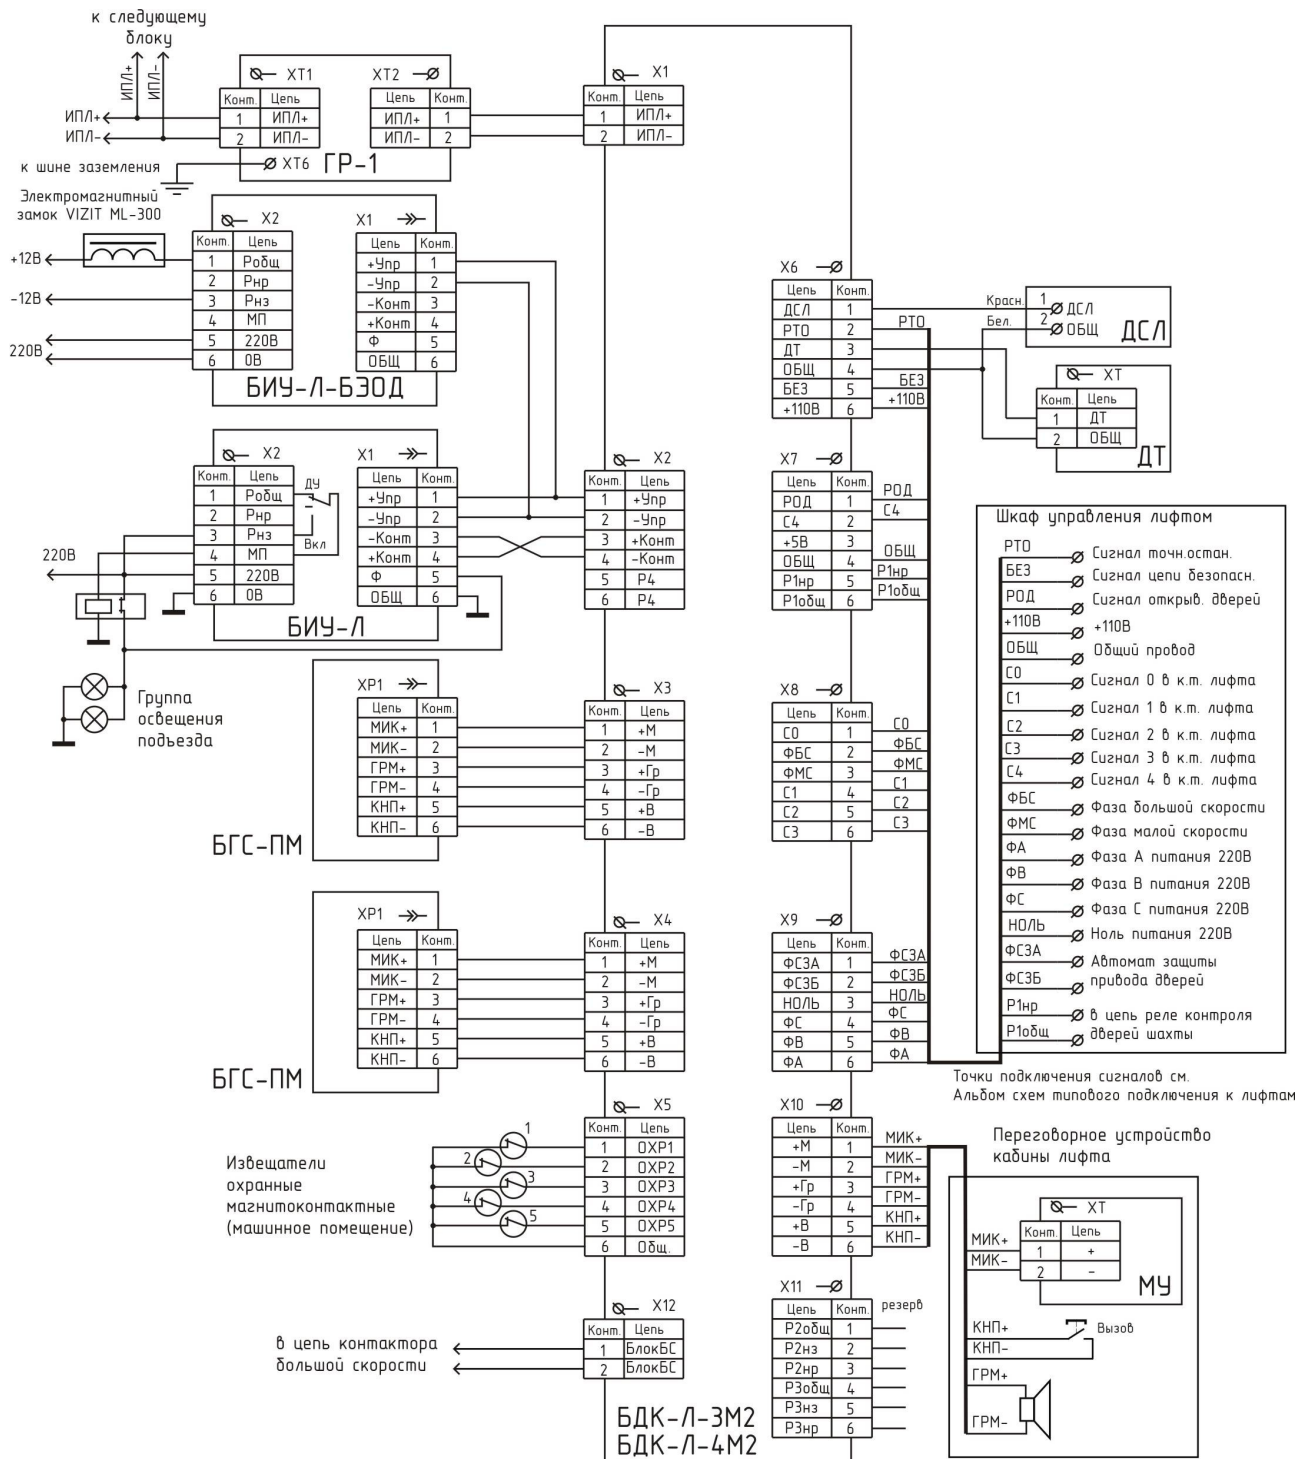 к следующему
блоку
ИПЛ+
ИПЛ-
ИПЛ+
ИПЛ-
к шине заземления
XT1
Конт. Цепь
1 ИПЛ+
2 ИПЛ-
XT2
Цепь Конт.
ИПЛ+ 1
ИПЛ- 2
XT6
ГР-1
X1
Конт. Цепь
1 ИПЛ+
2 ИПЛ-
Электромагнитный
замок VIZIT ML-300
+12В
-12В
220В
X2
Конт. Цепь
1 Робщ
2 Рнр
3 Рнз
4 МП
5 220В
6 0В
X1
Цепь Конт.
+Упр 1
-Упр 2
-Конт 3
+Конт 4
Ф 5
ОБЩ 6
БИУ-Л-БЭОД
X2
Конт. Цепь
1 Робщ
2 Рнр
3 Рнз
4 МП
5 220В
6 0В
ДУ
Вкл
220В
X1
Цепь Конт.
+Упр 1
-Упр 2
-Конт 3
+Конт 4
Ф 5
ОБЩ 6
БИУ-Л
X2
Конт. Цепь
1 +Упр
2 -Упр
3 +Конт
4 -Конт
5 Р4
6 Р4
Группа
освещения
подъезда
XP1
Цепь Конт.
МИК+ 1
МИК- 2
ГРМ+ 3
ГРМ- 4
КНП+ 5
КНП- 6
БГС-ПМ
X3
Конт. Цепь
1 +М
2 -М
3 +Гр
4 -Гр
5 +В
6 -В
XP1
Цепь Конт.
МИК+ 1
МИК- 2
ГРМ+ 3
ГРМ- 4
КНП+ 5
КНП- 6
БГС-ПМ
X4
Конт. Цепь
1 +М
2 -М
3 +Гр
4 -Гр
5 +В
6 -В
Извещатели
охранные
магнитоконтактные
(машинное помещение)
1
2
3
4
5
X5
Конт. Цепь
1 ОХР1
2 ОХР2
3 ОХР3
4 ОХР4
5 ОХР5
6 Общ.
в цепь контактора
большой скорости
X12
Конт. Цепь
1 БлокБС
2 БлокБС
БДК-Л-3М2
БДК-Л-4М2
X6
Цепь Конт.
ДСЛ 1
РТО 2
ДТ 3
ОБЩ 4
БЕЗ 5
+110В 6
РТО
БЕЗ
+110В
Красн. 1 ДСЛ
Бел. 2 ОБЩ
ДСЛ
XT
Конт. Цепь
1 ДТ
2 ОБЩ
ДТ
X7
Цепь Конт.
РОД 1
С4 2
+5В 3
ОБЩ 4
Р1нр 5
Р1общ 6
РОД
С4
ОБЩ
Р1нр
Р1общ
X8
Цепь Конт.
С0 1
ФБС 2
ФМС 3
С1 4
С2 5
С3 6
С0
ФБС
ФМС
С1
С2
С3
X9
Цепь Конт.
ФСЗА 1
ФСЗБ 2
НОЛЬ 3
ФС 4
ФВ 5
ФА 6
ФСЗА
ФСЗБ
НОЛЬ
ФС
ФВ
ФА
Шкаф управления лифтом
РТО Сигнал точн.остан.
БЕЗ Сигнал цепи безопасн.
РОД Сигнал открыв. дверей
+110В +110В
ОБЩ Общий провод
С0 Сигнал 0 в к.т. лифта
С1 Сигнал 1 в к.т. лифта
С2 Сигнал 2 в к.т. лифта
С3 Сигнал 3 в к.т. лифта
С4 Сигнал 4 в к.т. лифта
ФБС Фаза большой скорости
ФМС Фаза малой скорости
ФА Фаза А питания 220В
ФВ Фаза В питания 220В
ФС Фаза С питания 220В
НОЛЬ Ноль питания 220В
ФСЗА Автомат защиты
ФСЗБ привода дверей
Р1нр в цепь реле контроля
Р1общ дверей шахты
Точки подключения сигналов см.
Альбом схем типового подключения к лифтам
X10
Цепь Конт.
+М 1
-М 2
+Гр 3
-Гр 4
+В 5
-В 6
МИК+
МИК-
ГРМ+
ГРМ-
КНП+
КНП-
Переговорное устройство
кабины лифта
XT
Конт. Цепь
1 +
2 -
МИК+
МИК-
МУ
КНП+
КНП-
Вызов
ГРМ+
ГРМ-
X11
Цепь Конт.
резерв
Р2общ 1
Р2нз 2
Р2нр 3
Р3общ 4
Р3нз 5
Р3нр 6